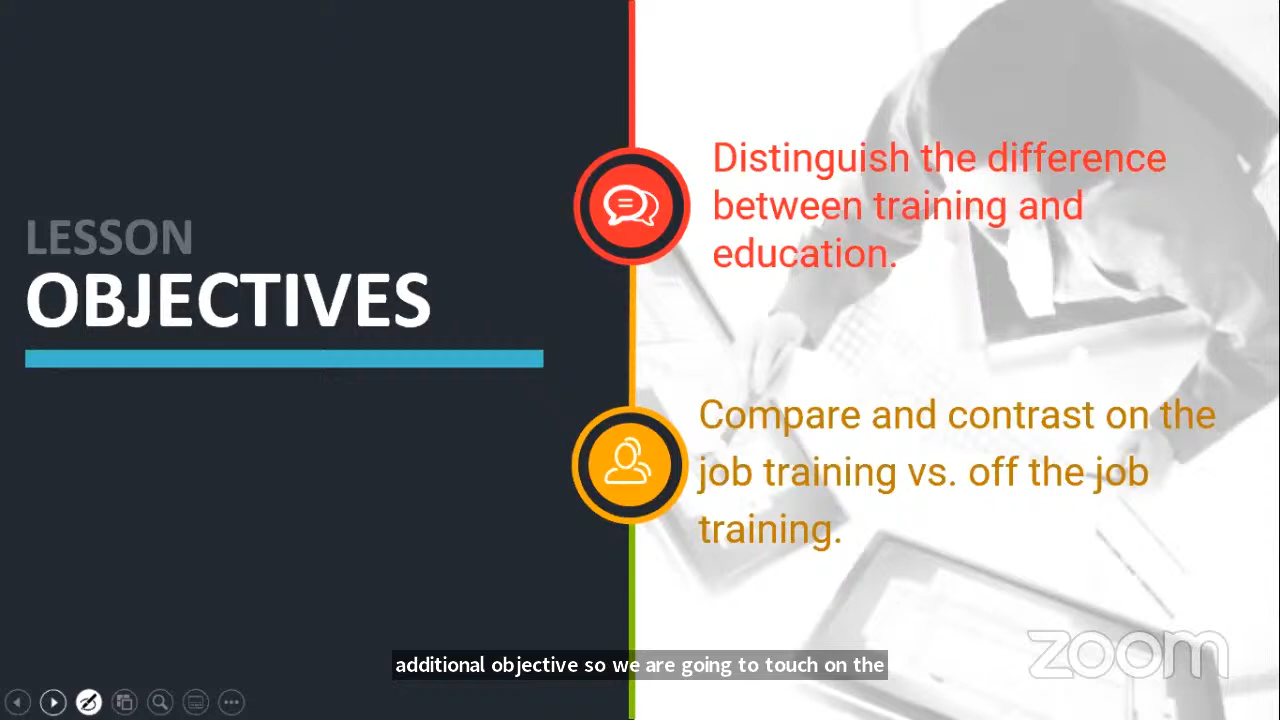 LESSON
OBJECTIVES
Distinguish the difference
between training and
education.
Compare and contrast on the
job training vs. off the job
training.
additional objective so we are going to touch on the
zoom